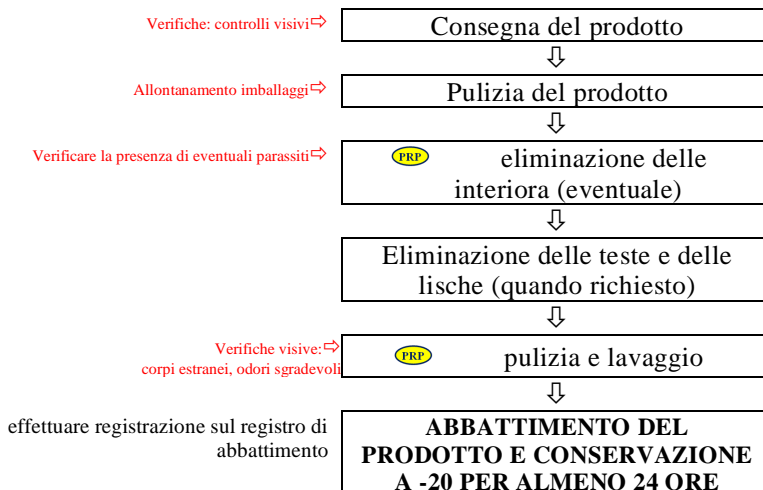 Verifiche: controlli visivi⇨
Consegna del prodotto
Allontanamento imballaggi⇨
Pulizia del prodotto
Verificare la presenza di eventuali parassiti⇨
PRP eliminazione delle
interiora (eventuale)
Eliminazione delle teste e delle
lische (quando richiesto)
Verifiche visive:⇨
corpi estranei, odori sgradevoli
PRP pulizia e lavaggio
effettuare registrazione sul registro di
abbattimento
ABBATTIMENTO DEL
PRODOTTO E CONSERVAZIONE
A -20 PER ALMENO 24 ORE